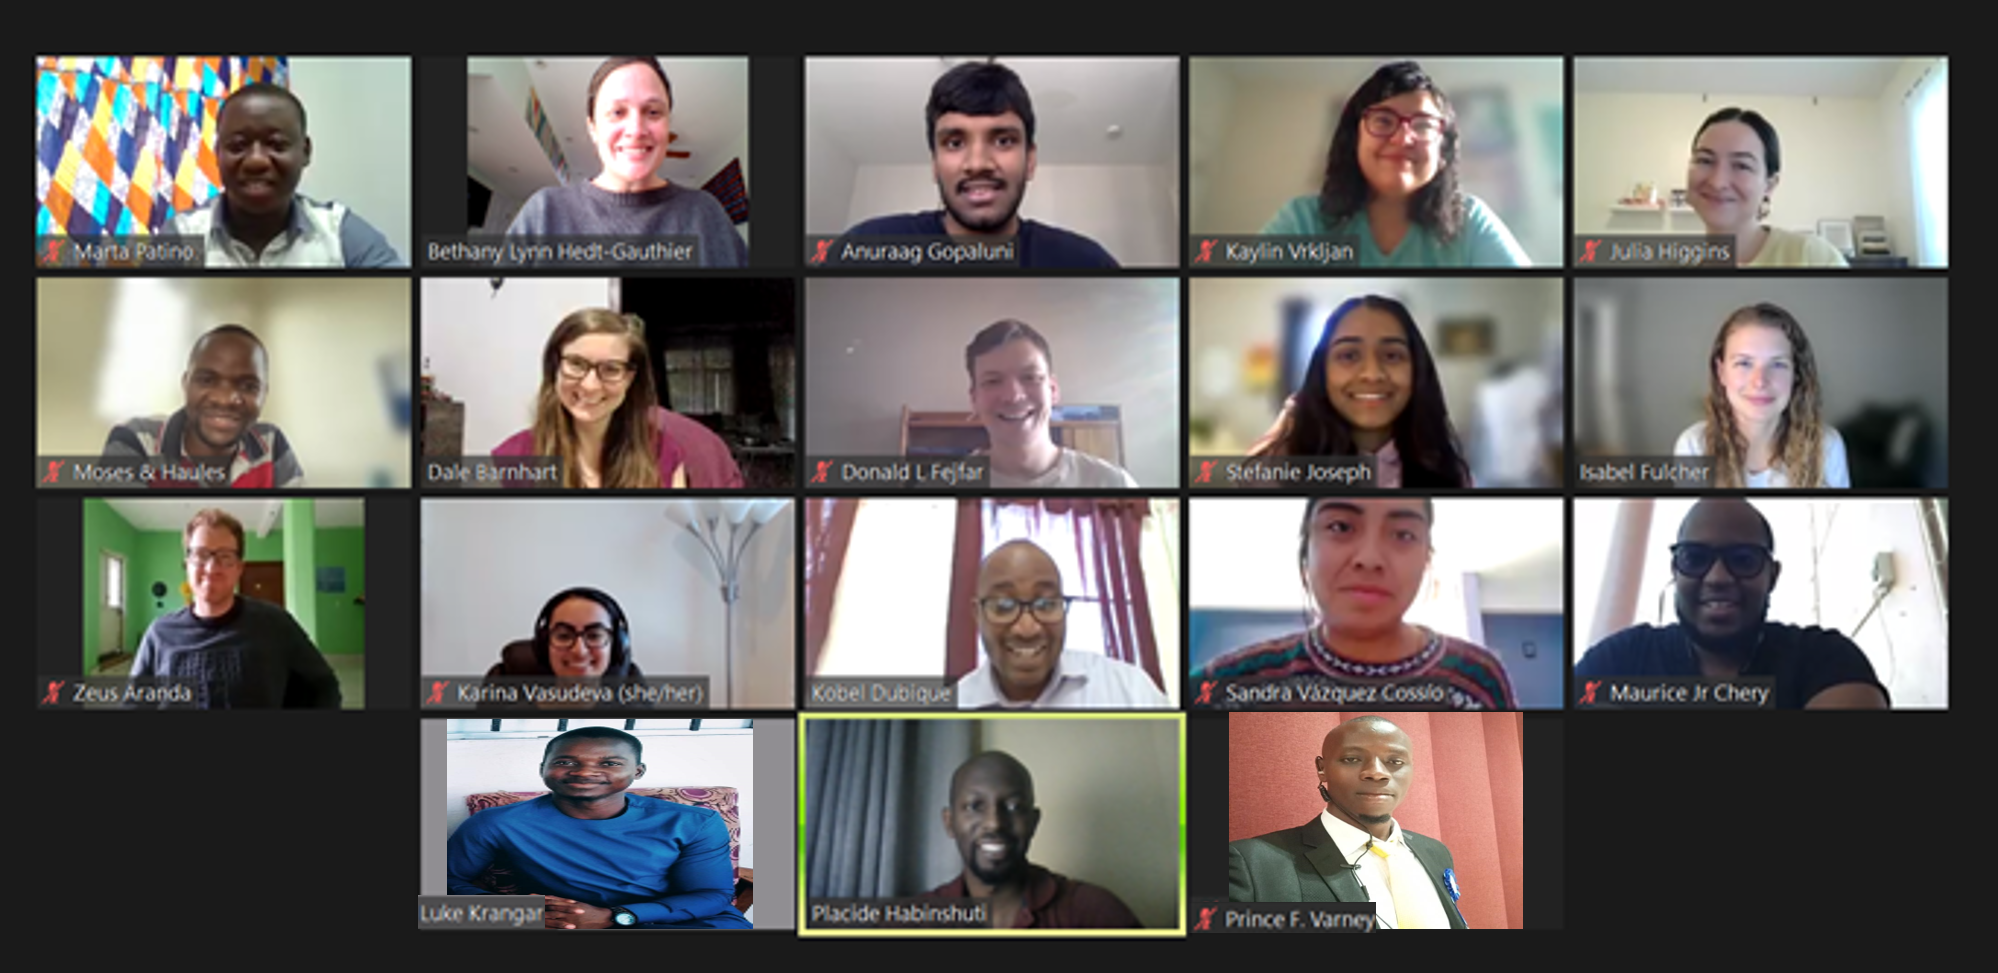 Marta Patino
Bethany Lynn Hedt-Gauthier
Anuraag Gopaluni
Kaylin Vrkljan
Julia Higgins
Moses & Haules
Dale Barnhart
Donald L Fejfar
Stefanie Joseph
Isabel Fulcher
Zeus Aranda
Karina Vasudeva (she/her)
Kobel Dubique
Sandra Vázquez Cossío
Maurice Jr Chery
Luke Krangar
Placide Habinshuti
Prince F. Varney